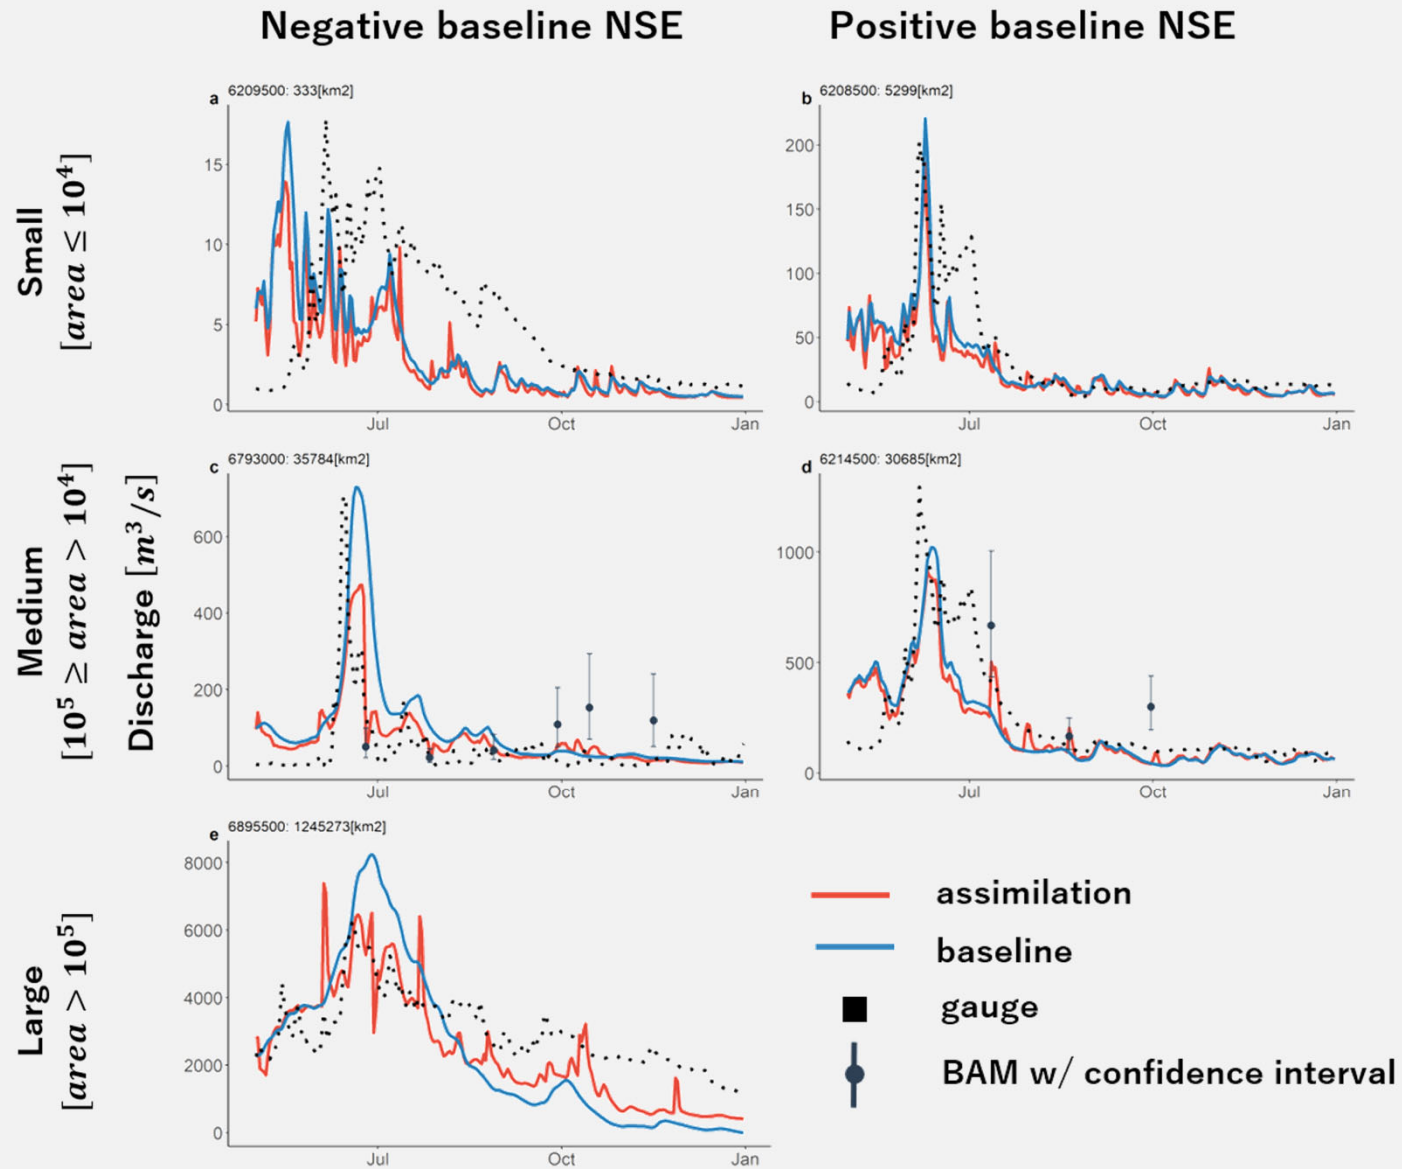 Negative baseline NSE
Positive baseline NSE
Small
[area ≤ 10⁴]
a 6209500: 333[km2]
15
10
5
0
Jul Oct Jan
b 6208500: 5299[km2]
200
150
100
50
0
Jul Oct Jan
Medium
[10⁵ ≥ area > 10⁴]
Discharge [m³/s]
c 6793000: 35784[km2]
600
400
200
0
Jul Oct Jan
d 6214500: 30685[km2]
1000
500
0
Jul Oct Jan
Large
[area > 10⁵]
e 6895500: 1245273[km2]
8000
6000
4000
2000
0
Jul Oct Jan
assimilation
baseline
gauge
BAM w/ confidence interval